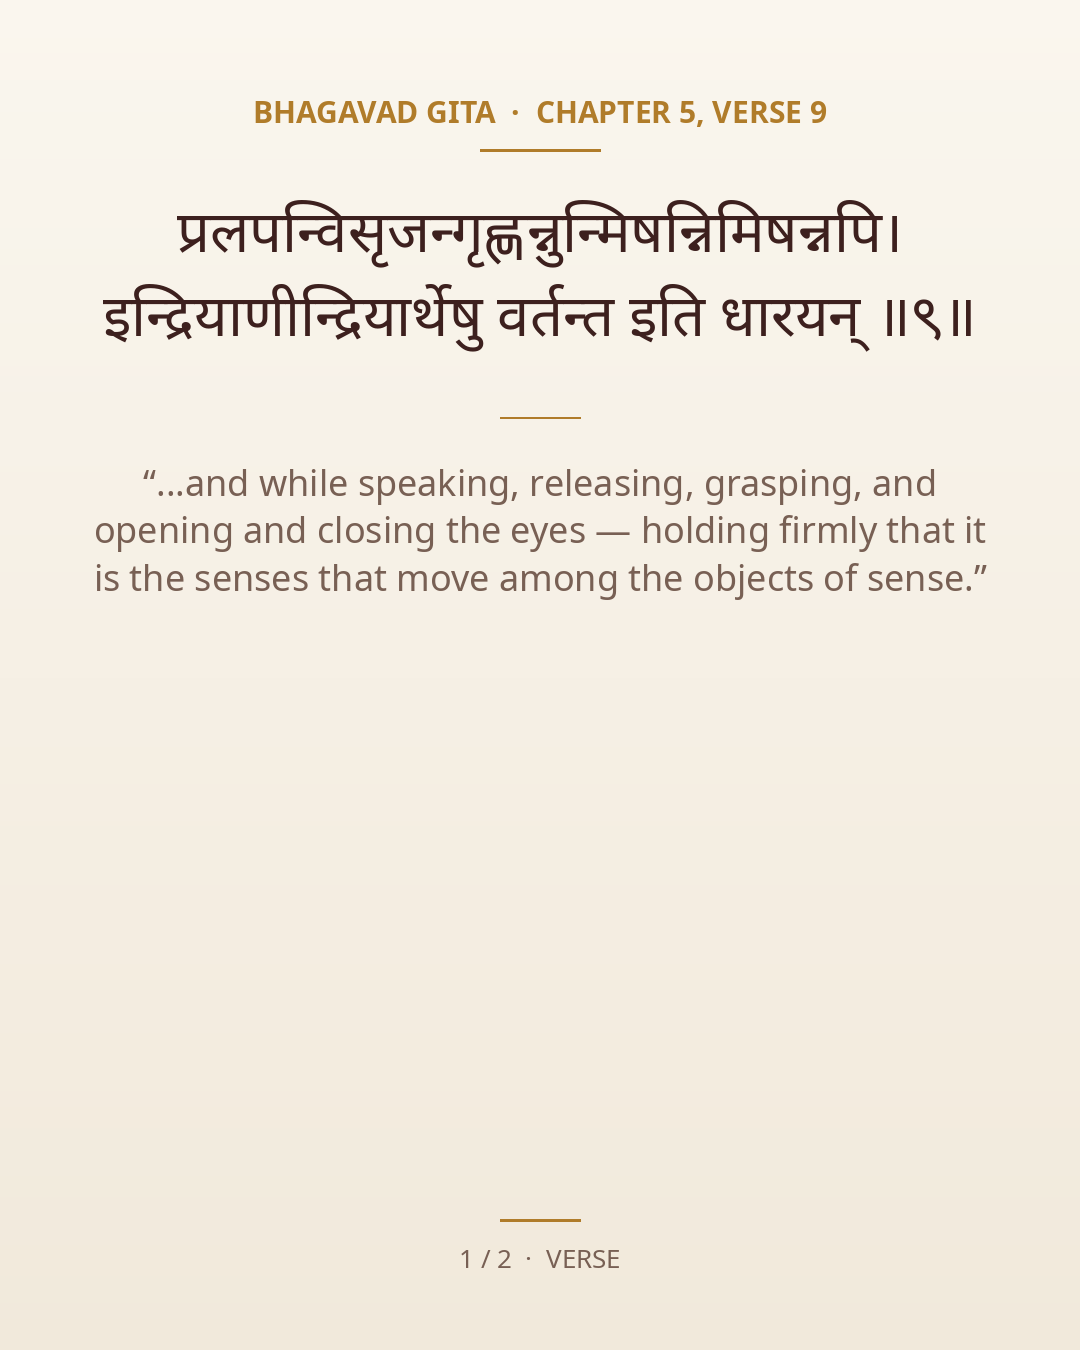 BHAGAVAD GITA · CHAPTER 5, VERSE 9
प्रलपन्विसृजन्गृह्णन्नुन्मिषन्निमिषन्नपि।
इन्द्रियाणीन्द्रियार्थेषु वर्तन्त इति धारयन् ॥९॥
“…and while speaking, releasing, grasping, and
opening and closing the eyes — holding firmly that it
is the senses that move among the objects of sense.”
1 / 2 · VERSE